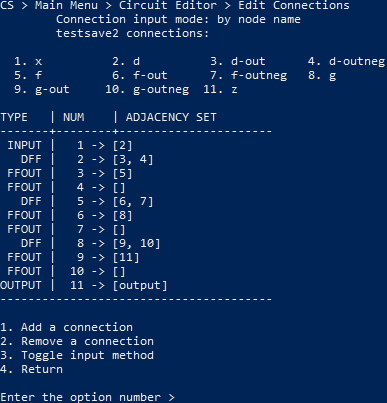 CS > Main Menu > Circuit Editor > Edit Connections
Connection input mode: by node name
testsave2 connections:
1. x 2. d 3. d-out 4. d-outneg
5. f 6. f-out 7. f-outneg 8. g
9. g-out 10. g-outneg 11. z
TYPE | NUM | ADJACENCY SET
-------+-------+----------------------
INPUT | 1 -> [2]
DFF | 2 -> [3, 4]
FFOUT | 3 -> [5]
FFOUT | 4 -> []
DFF | 5 -> [6, 7]
FFOUT | 6 -> [8]
FFOUT | 7 -> []
DFF | 8 -> [9, 10]
FFOUT | 9 -> [11]
FFOUT | 10 -> []
OUTPUT | 11 -> [output]
---------------------------------------
1. Add a connection
2. Remove a connection
3. Toggle input method
4. Return
Enter the option number >